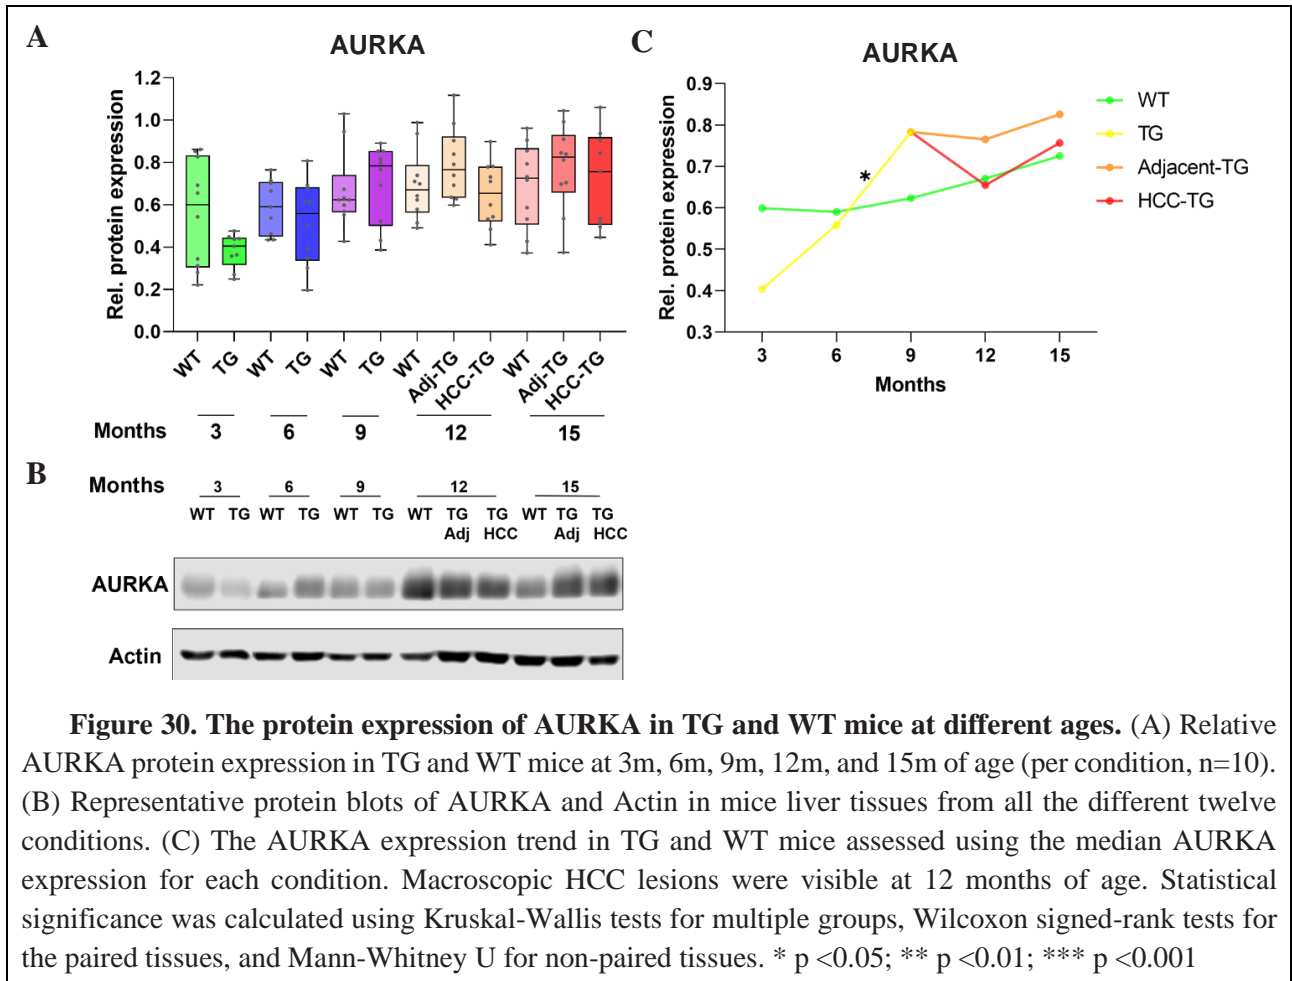 A
AURKA
Rel. protein expression
1.2
1.0
0.8
0.6
0.4
0.2
0.0
WT TG WT TG WT TG WT Adj-TG HCC-TG WT Adj-TG HCC-TG
Months 3 6 9 12 15
C
AURKA
Rel. protein expression
0.9
0.8
0.7
0.6
0.5
0.4
0.3
*
3 6 9 12 15
Months
WT
TG
Adjacent-TG
HCC-TG
B
Months 3 6 9 12 15
WT TG WT TG WT TG WT TG TG WT TG TG
Adj HCC Adj HCC
AURKA
Actin
Figure 30. The protein expression of AURKA in TG and WT mice at different ages. (A) Relative
AURKA protein expression in TG and WT mice at 3m, 6m, 9m, 12m, and 15m of age (per condition, n=10).
(B) Representative protein blots of AURKA and Actin in mice liver tissues from all the different twelve
conditions. (C) The AURKA expression trend in TG and WT mice assessed using the median AURKA
expression for each condition. Macroscopic HCC lesions were visible at 12 months of age. Statistical
significance was calculated using Kruskal-Wallis tests for multiple groups, Wilcoxon signed-rank tests for
the paired tissues, and Mann-Whitney U for non-paired tissues. * p <0.05; ** p <0.01; *** p <0.001